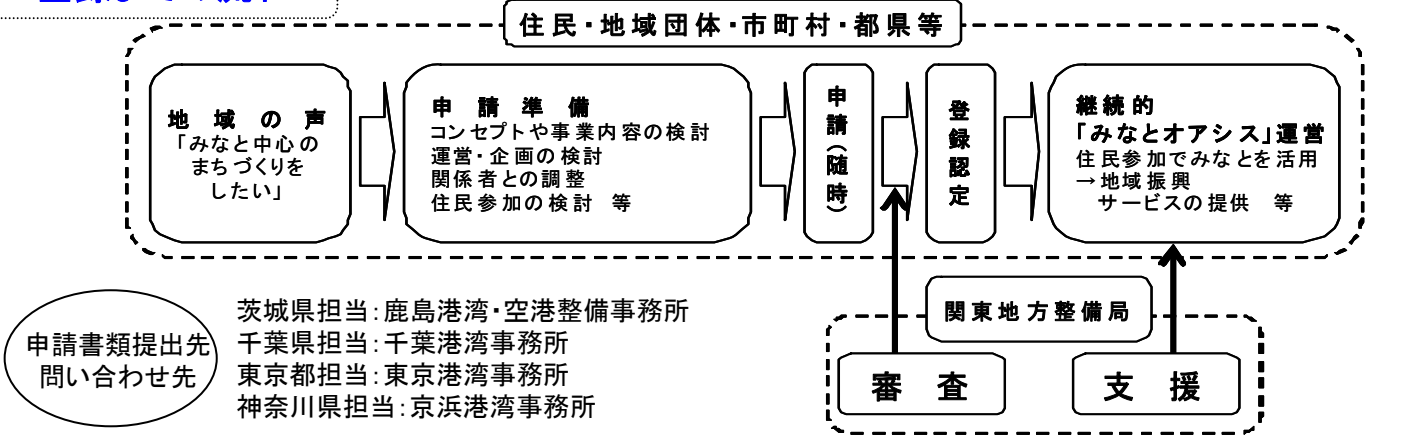 住民・地域団体・市町村・都県等
地域の声
「みなと中心の
まちづくりを
したい」
申請準備
コンセプトや事業内容の検討
運営・企画の検討
関係者との調整
住民参加の検討 等
申請(随時)
登録認定
継続的
「みなとオアシス」運営
住民参加でみなとを活用
→地域振興
サービスの提供 等
関東地方整備局
審査
支援
申請書類提出先
問い合わせ先
茨城県担当:鹿島港湾・空港整備事務所
千葉県担当:千葉港湾事務所
東京都担当:東京港湾事務所
神奈川県担当:京浜港湾事務所